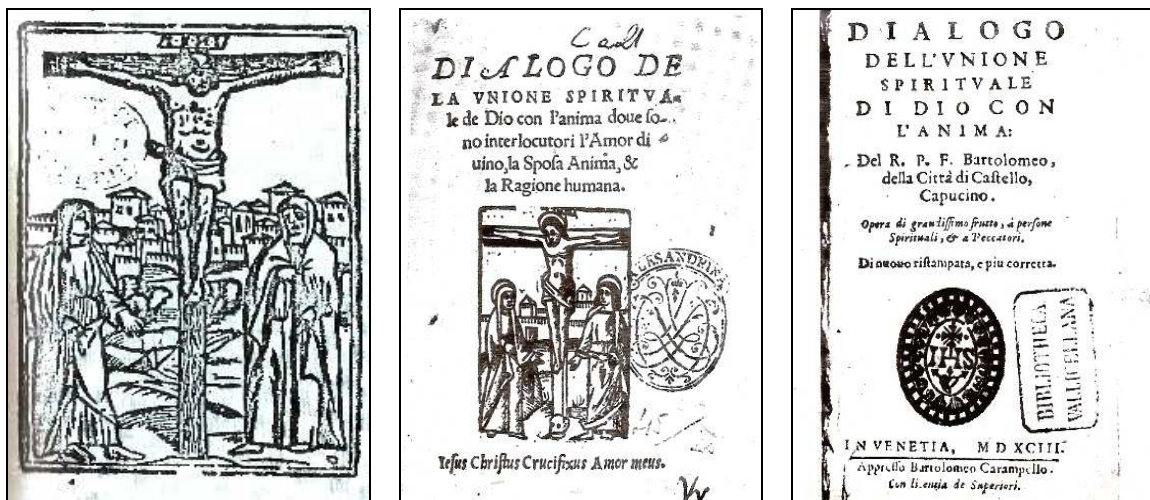 I·N·R·I
DIALOGO DE
LA VNIONE SPIRITVA-
le de Dio con l'anima doue so-
no interlocutori l'Amor di
uino, la Sposa Anima, &
la Ragione humana.
ALESANDRINA
Iesus Christus Crucifixus Amor meus.
DIALOGO
DELL'VNIONE
SPIRITVALE
DI DIO CON
L'ANIMA:
Del R. P. F. Bartolomeo,
della Città di Castello,
Capucino.
Opera di grandissimo frutto, à persone
Spirituali, & a Peccatori.
Di nuouo ristampata, e più corretta.
IHS
BIBLIOTHECA
VALLICELLANA
IN VENETIA, M D XCIII.
Appresso Bartolomeo Carampello.
Con licentia de Superiori.